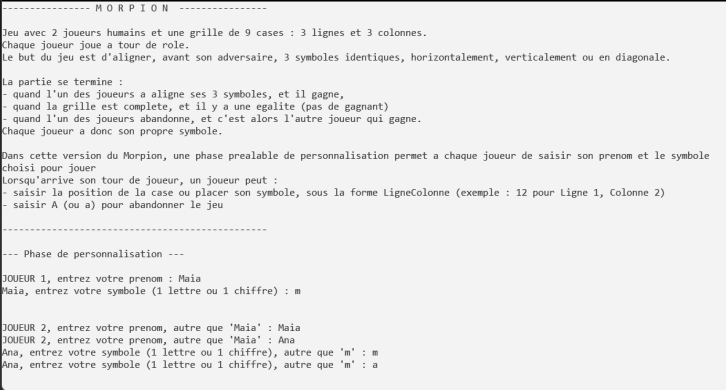 ---------------- M O R P I O N ----------------
Jeu avec 2 joueurs humains et une grille de 9 cases : 3 lignes et 3 colonnes.
Chaque joueur joue a tour de role.
Le but du jeu est d'aligner, avant son adversaire, 3 symboles identiques, horizontalement, verticalement ou en diagonale.
La partie se termine :
- quand l'un des joueurs a aligne ses 3 symboles, et il gagne,
- quand la grille est complete, et il y a une egalite (pas de gagnant)
- quand l'un des joueurs abandonne, et c'est alors l'autre joueur qui gagne.
Chaque joueur a donc son propre symbole.
Dans cette version du Morpion, une phase prealable de personnalisation permet a chaque joueur de saisir son prenom et le symbole
choisi pour jouer
Lorsqu'arrive son tour de joueur, un joueur peut :
- saisir la position de la case ou placer son symbole, sous la forme LigneColonne (exemple : 12 pour Ligne 1, Colonne 2)
- saisir A (ou a) pour abandonner le jeu
-----------------------------------------------
--- Phase de personnalisation ---
JOUEUR 1, entrez votre prenom : Maia
Maia, entrez votre symbole (1 lettre ou 1 chiffre) : m
JOUEUR 2, entrez votre prenom, autre que 'Maia' : Maia
JOUEUR 2, entrez votre prenom, autre que 'Maia' : Ana
Ana, entrez votre symbole (1 lettre ou 1 chiffre), autre que 'm' : m
Ana, entrez votre symbole (1 lettre ou 1 chiffre), autre que 'm' : a